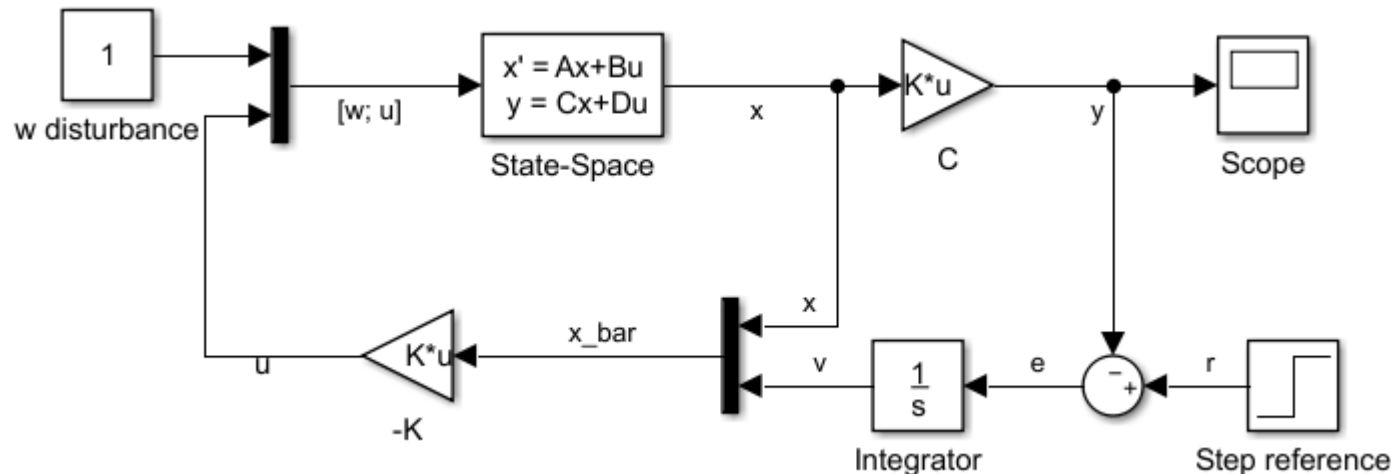 1
w disturbance
[w; u]
x' = Ax+Bu
y = Cx+Du
State-Space
x
K*u
C
y
Scope
u
K*u
-K
x_bar
x
v
1
s
Integrator
e
−
+
r
Step reference